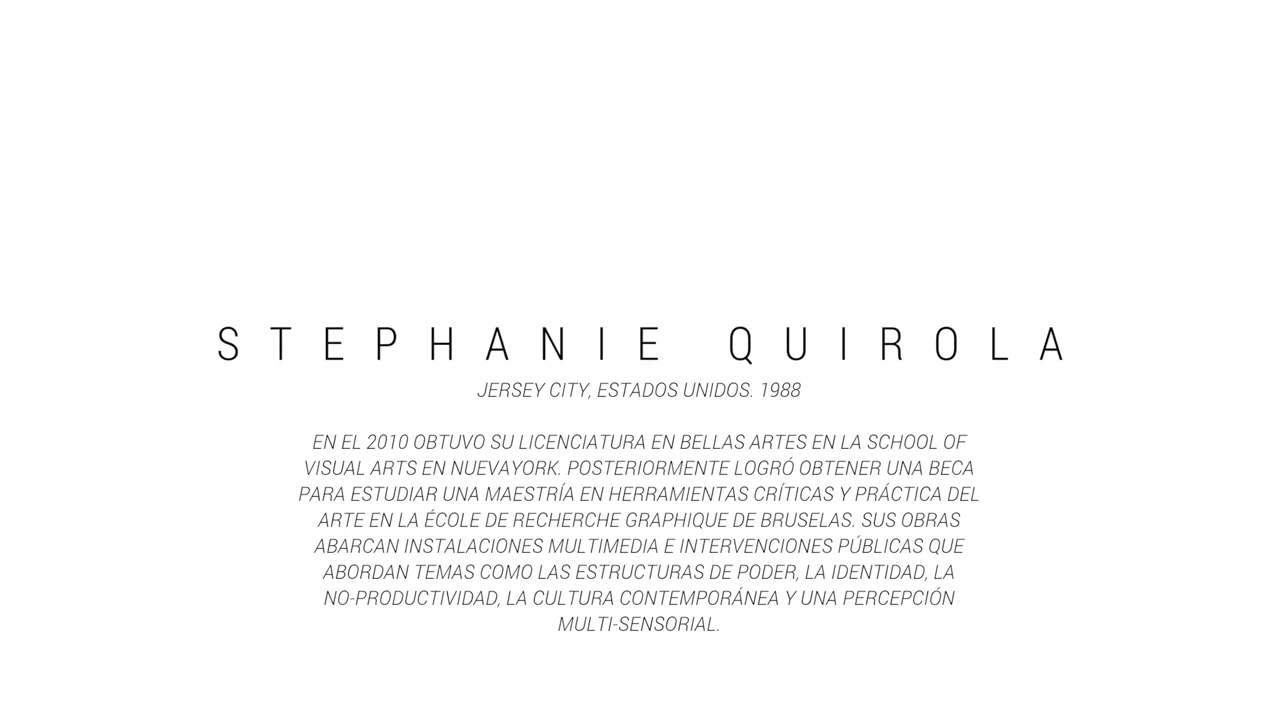 STEPHANIE QUIROLA
JERSEY CITY, ESTADOS UNIDOS. 1988
EN EL 2010 OBTUVO SU LICENCIATURA EN BELLAS ARTES EN LA SCHOOL OF
VISUAL ARTS EN NUEVAYORK. POSTERIORMENTE LOGRÓ OBTENER UNA BECA
PARA ESTUDIAR UNA MAESTRÍA EN HERRAMIENTAS CRÍTICAS Y PRÁCTICA DEL
ARTE EN LA ÉCOLE DE RECHERCHE GRAPHIQUE DE BRUSELAS. SUS OBRAS
ABARCAN INSTALACIONES MULTIMEDIA E INTERVENCIONES PÚBLICAS QUE
ABORDAN TEMAS COMO LAS ESTRUCTURAS DE PODER, LA IDENTIDAD, LA
NO-PRODUCTIVIDAD, LA CULTURA CONTEMPORÁNEA Y UNA PERCEPCIÓN
MULTI-SENSORIAL.